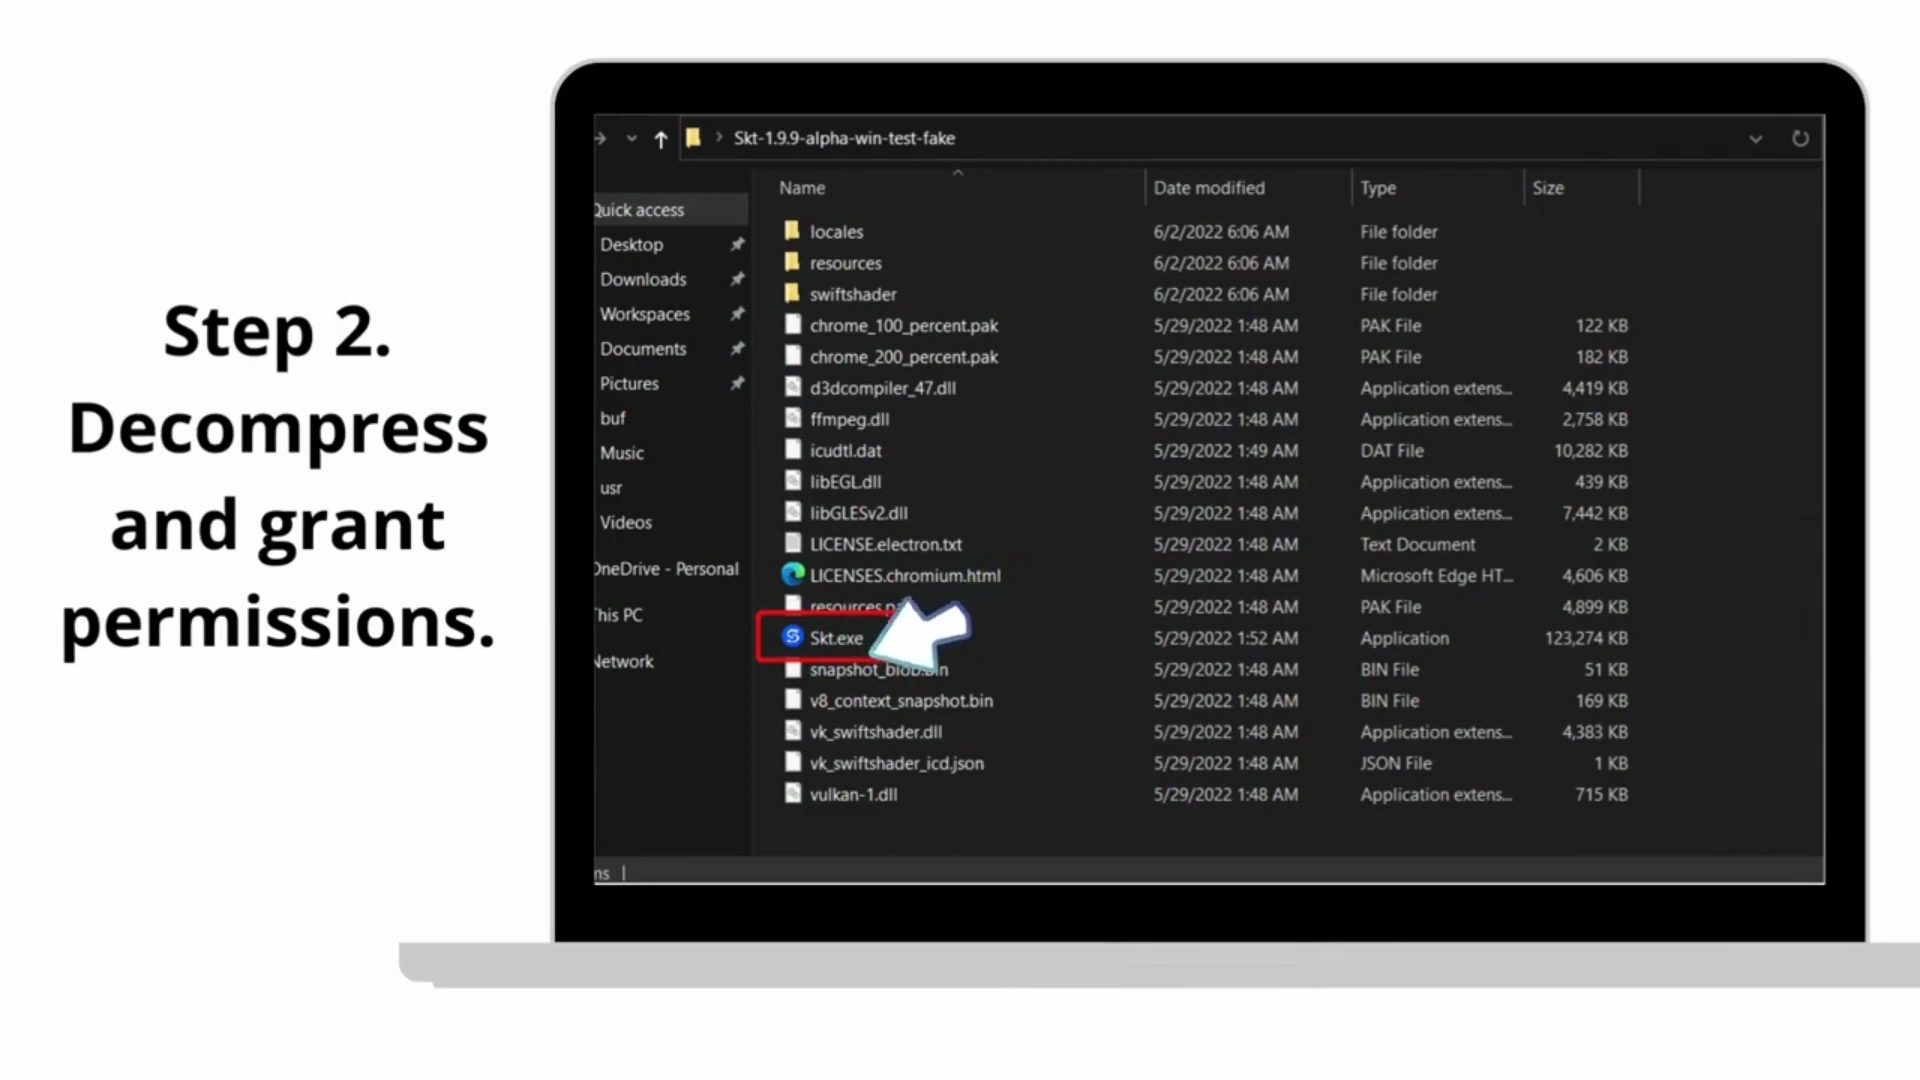 Step 2.
Decompress
and grant
permissions.
Skt-1.9.9-alpha-win-test-fake
Name Date modified Type Size
Quick access
Desktop
Downloads
Workspaces
Documents
Pictures
buf
Music
usr
Videos
OneDrive - Personal
This PC
Network
locales 6/2/2022 6:06 AM File folder
resources 6/2/2022 6:06 AM File folder
swiftshader 6/2/2022 6:06 AM File folder
chrome_100_percent.pak 5/29/2022 1:48 AM PAK File 122 KB
chrome_200_percent.pak 5/29/2022 1:48 AM PAK File 182 KB
d3dcompiler_47.dll 5/29/2022 1:48 AM Application extens... 4,419 KB
ffmpeg.dll 5/29/2022 1:48 AM Application extens... 2,758 KB
icudtl.dat 5/29/2022 1:49 AM DAT File 10,282 KB
libEGL.dll 5/29/2022 1:48 AM Application extens... 439 KB
libGLESv2.dll 5/29/2022 1:48 AM Application extens... 7,442 KB
LICENSE.electron.txt 5/29/2022 1:48 AM Text Document 2 KB
LICENSES.chromium.html 5/29/2022 1:48 AM Microsoft Edge HT... 4,606 KB
resources.p 5/29/2022 1:48 AM PAK File 4,899 KB
Skt.exe 5/29/2022 1:52 AM Application 123,274 KB
snapshot_blob.bin 5/29/2022 1:48 AM BIN File 51 KB
v8_context_snapshot.bin 5/29/2022 1:48 AM BIN File 169 KB
vk_swiftshader.dll 5/29/2022 1:48 AM Application extens... 4,383 KB
vk_swiftshader_icd.json 5/29/2022 1:48 AM JSON File 1 KB
vulkan-1.dll 5/29/2022 1:48 AM Application extens... 715 KB
ns